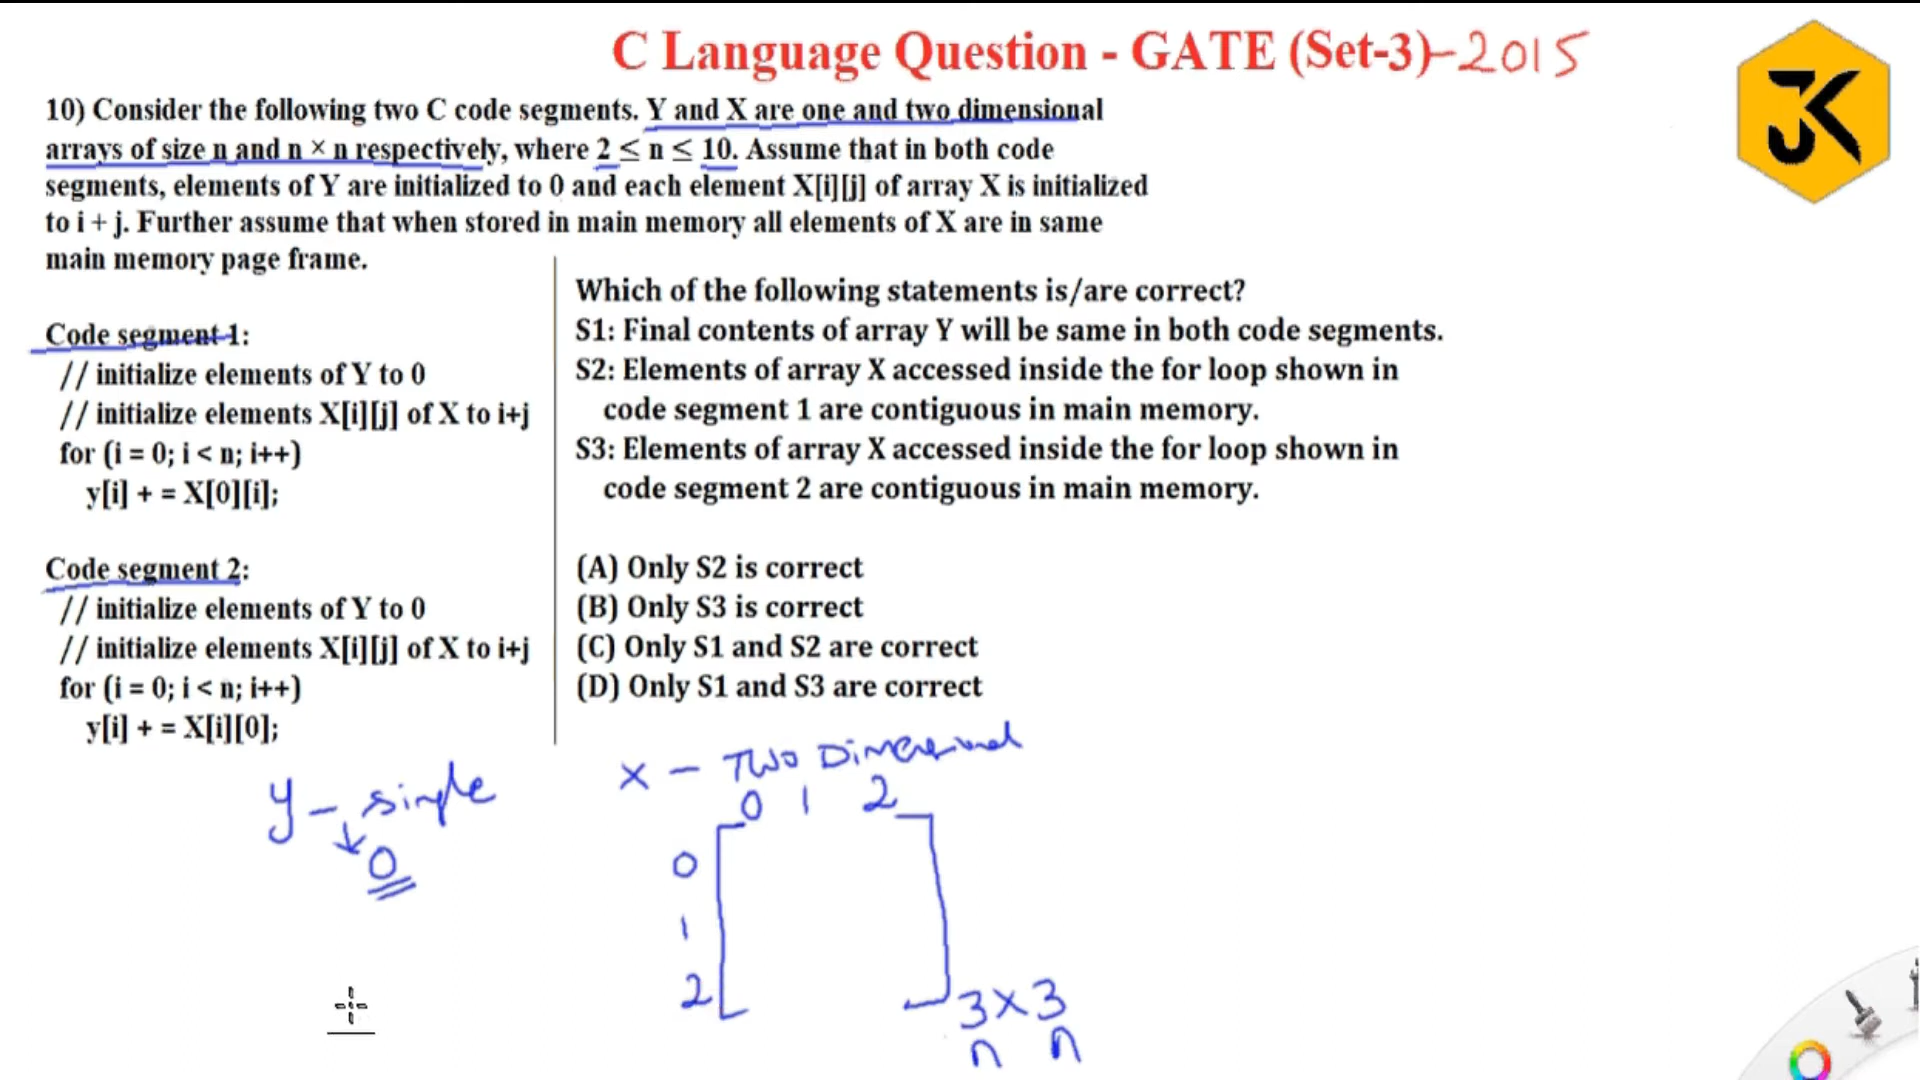 C Language Question - GATE (Set-3)-2015
JK
10) Consider the following two C code segments. Y and X are one and two dimensional
arrays of size n and n × n respectively, where 2 ≤ n ≤ 10. Assume that in both code
segments, elements of Y are initialized to 0 and each element X[i][j] of array X is initialized
to i + j. Further assume that when stored in main memory all elements of X are in same
main memory page frame.
Code segment 1:
// initialize elements of Y to 0
// initialize elements X[i][j] of X to i+j
for (i = 0; i < n; i++)
y[i] + = X[0][i];
Code segment 2:
// initialize elements of Y to 0
// initialize elements X[i][j] of X to i+j
for (i = 0; i < n; i++)
y[i] + = X[i][0];
Which of the following statements is/are correct?
S1: Final contents of array Y will be same in both code segments.
S2: Elements of array X accessed inside the for loop shown in
code segment 1 are contiguous in main memory.
S3: Elements of array X accessed inside the for loop shown in
code segment 2 are contiguous in main memory.
(A) Only S2 is correct
(B) Only S3 is correct
(C) Only S1 and S2 are correct
(D) Only S1 and S3 are correct
y - single
0
x - Two Dimensional
0 1 2
0
1
2
3x3
n n